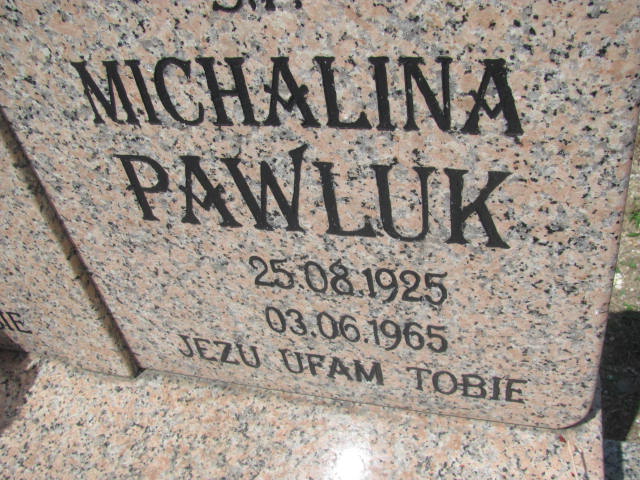 MICHALINA
PAWLUK
25.08.1925
03.06.1965
JEZU UFAM TOBIE